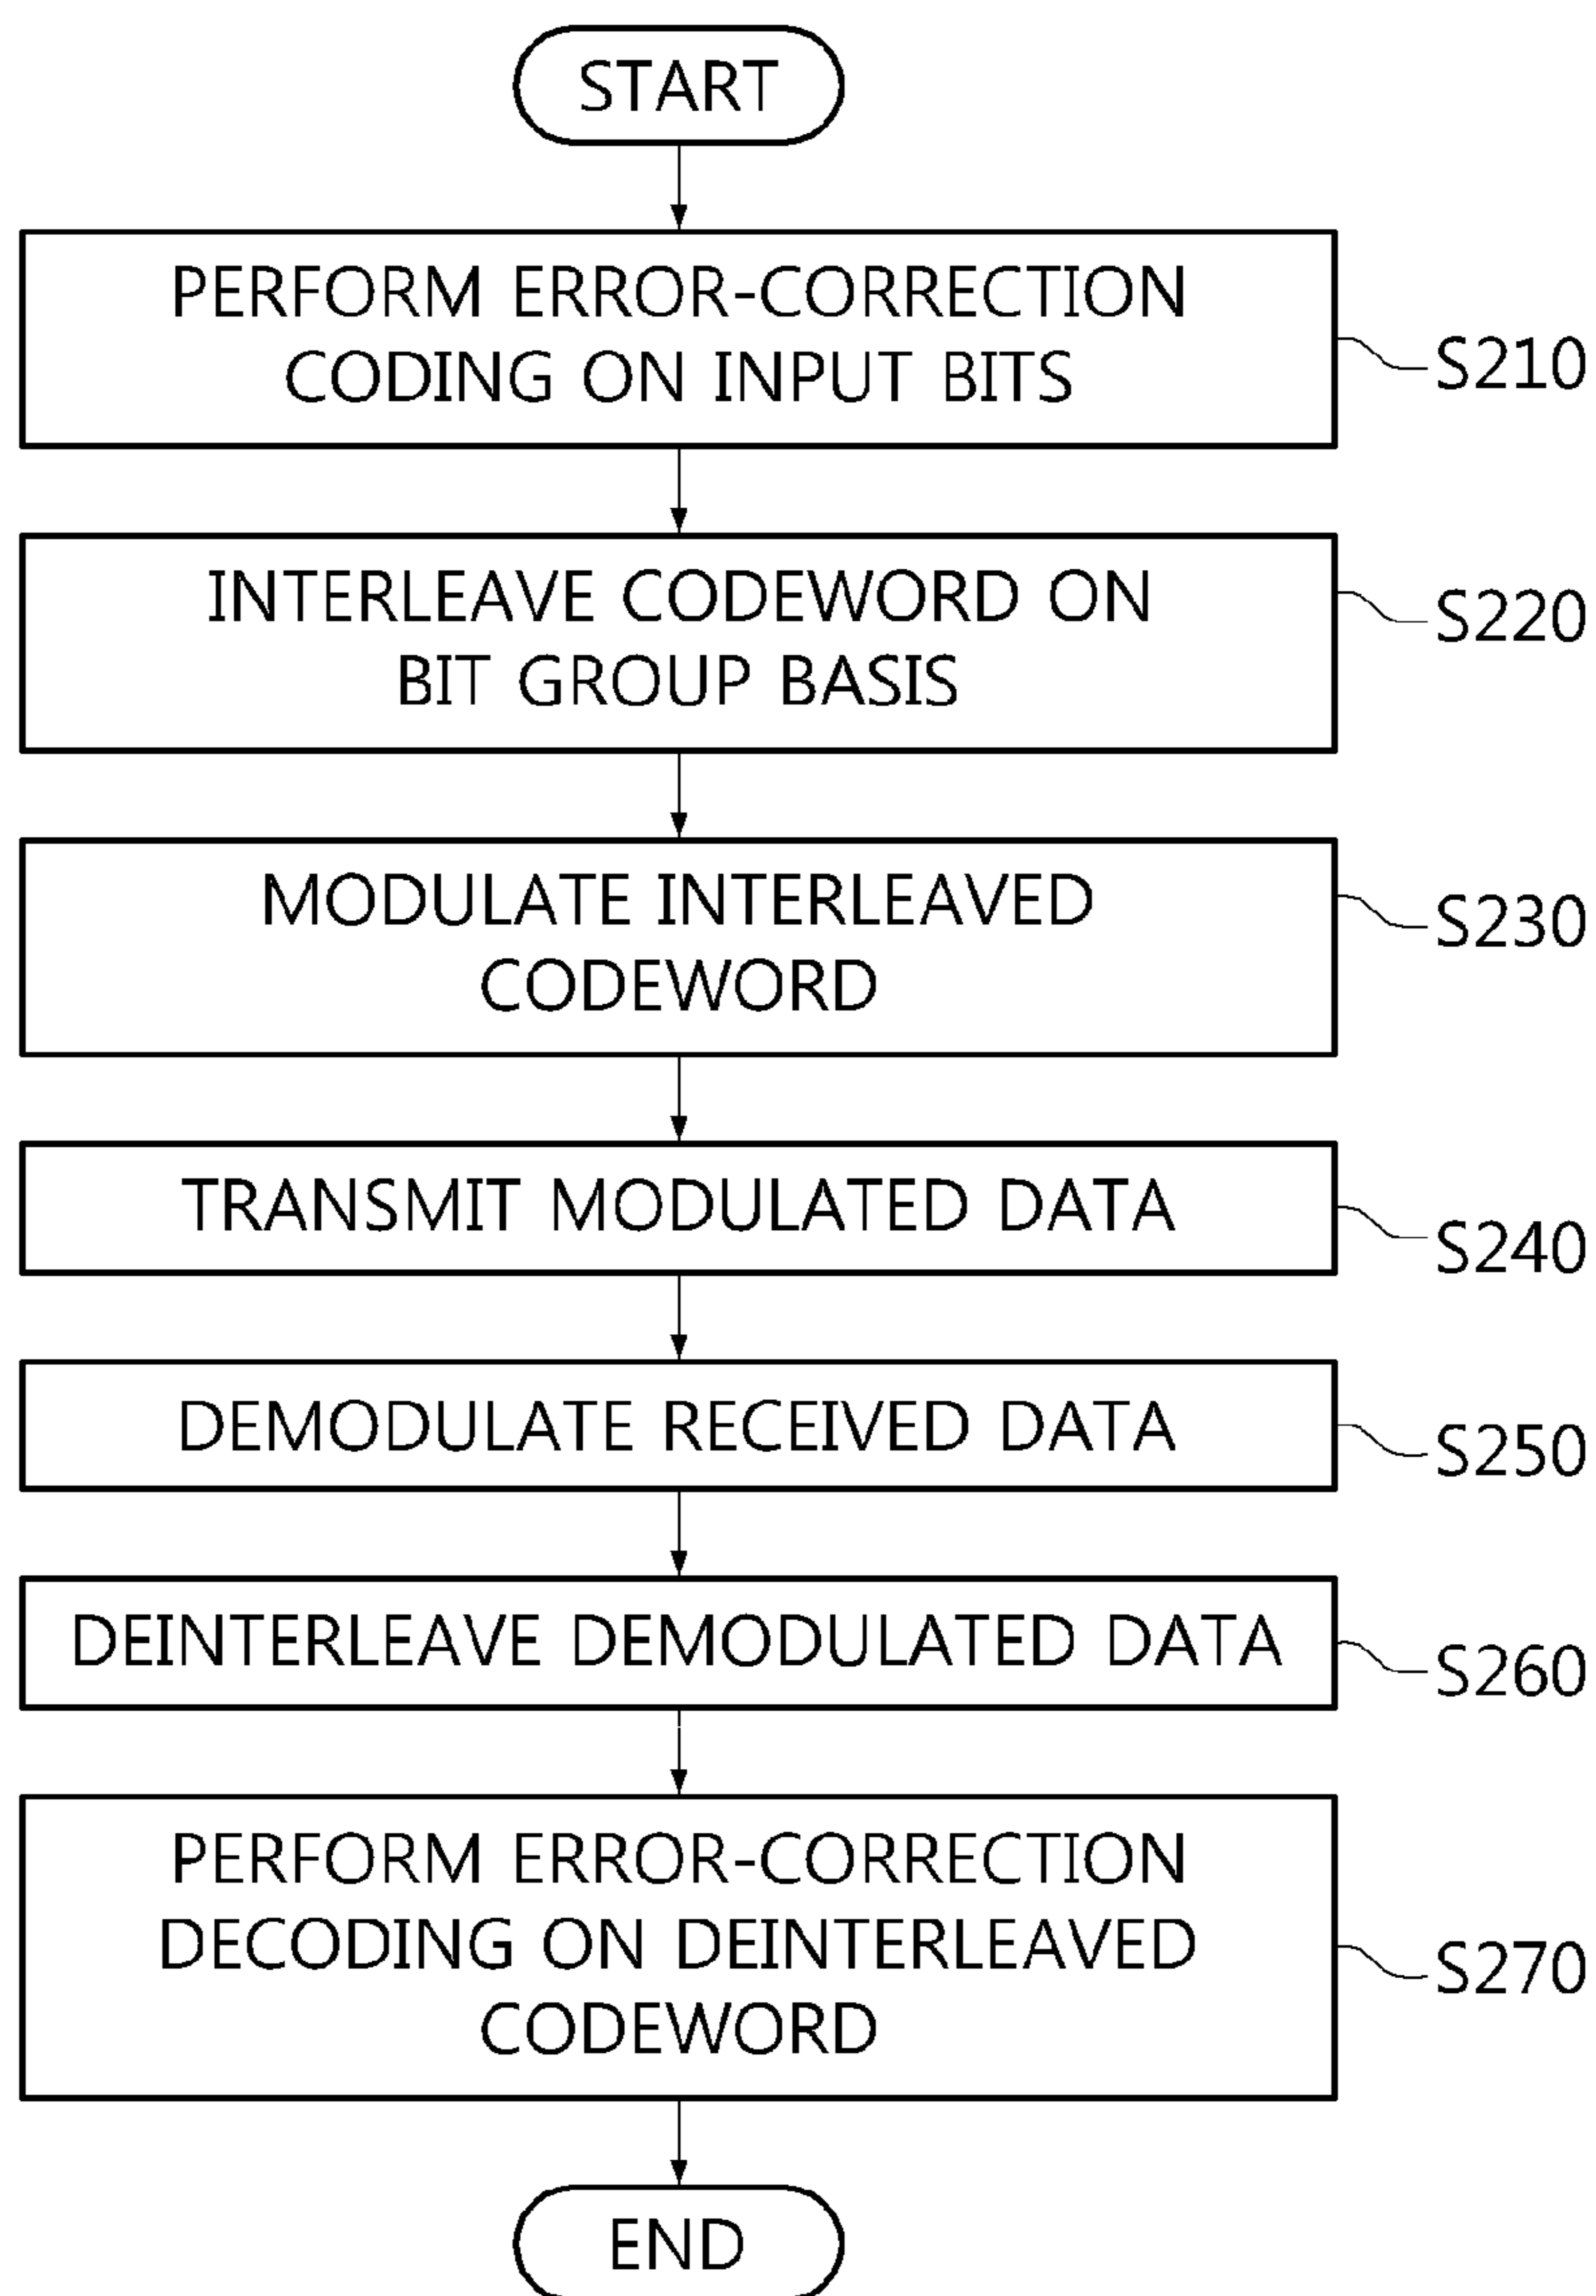 START
PERFORM ERROR-CORRECTION
CODING ON INPUT BITS
S210
INTERLEAVE CODEWORD ON
BIT GROUP BASIS
S220
MODULATE INTERLEAVED
CODEWORD
S230
TRANSMIT MODULATED DATA
S240
DEMODULATE RECEIVED DATA
S250
DEINTERLEAVE DEMODULATED DATA
S260
PERFORM ERROR-CORRECTION
DECODING ON DEINTERLEAVED
CODEWORD
S270
END